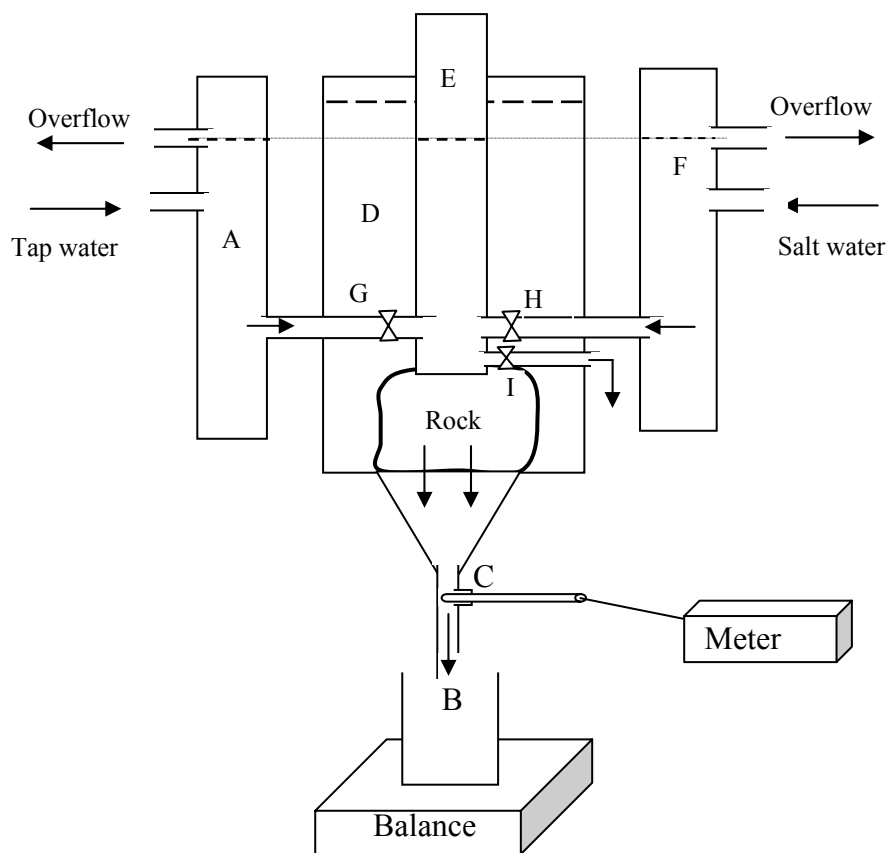 E
Overflow
Overflow
F
D
A
Tap water
Salt water
G
H
I
Rock
C
Meter
B
Balance